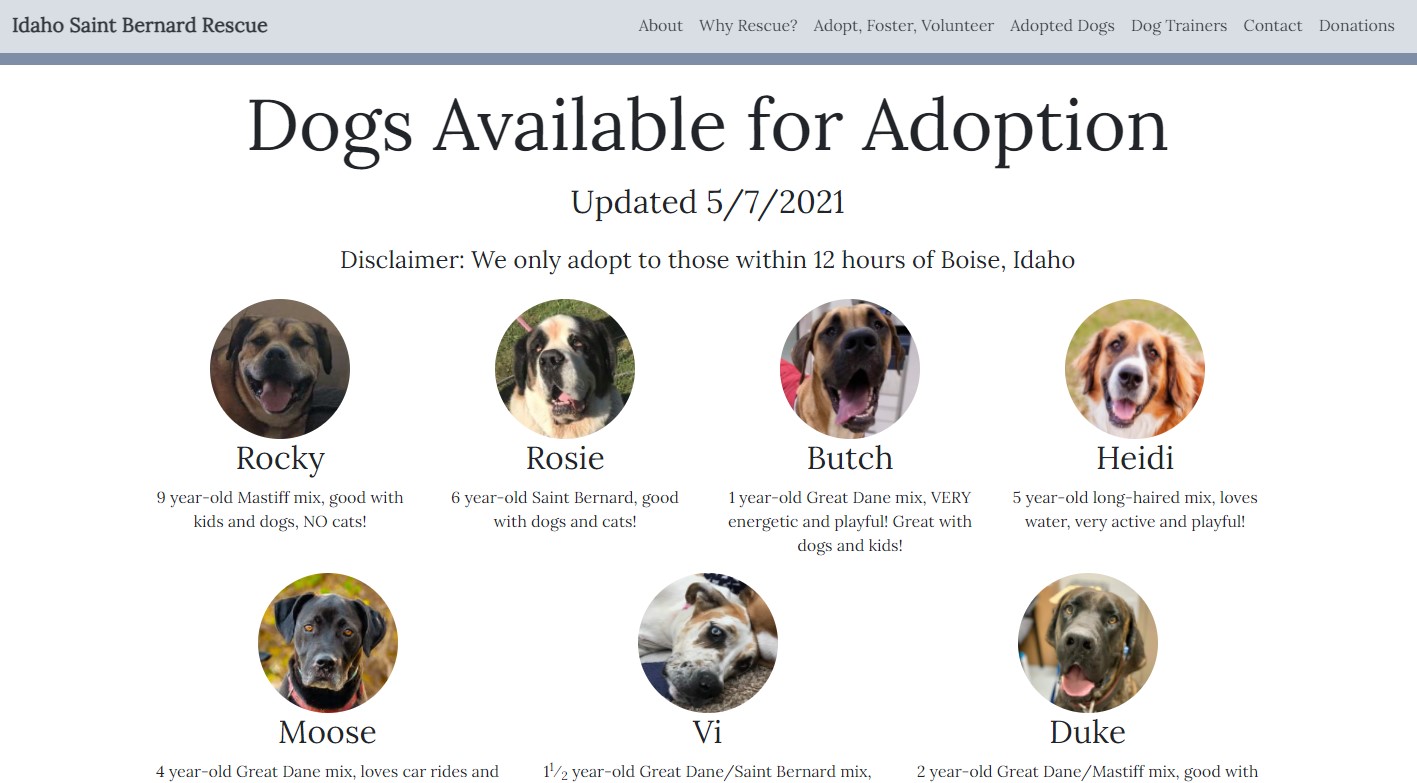 Idaho Saint Bernard Rescue
About Why Rescue? Adopt, Foster, Volunteer Adopted Dogs Dog Trainers Contact Donations
Dogs Available for Adoption
Updated 5/7/2021
Disclaimer: We only adopt to those within 12 hours of Boise, Idaho
Rocky
9 year-old Mastiff mix, good with
kids and dogs, NO cats!
Rosie
6 year-old Saint Bernard, good
with dogs and cats!
Butch
1 year-old Great Dane mix, VERY
energetic and playful! Great with
dogs and kids!
Heidi
5 year-old long-haired mix, loves
water, very active and playful!
Moose
4 year-old Great Dane mix, loves car rides and
Vi
1 1/2 year-old Great Dane/Saint Bernard mix,
Duke
2 year-old Great Dane/Mastiff mix, good with